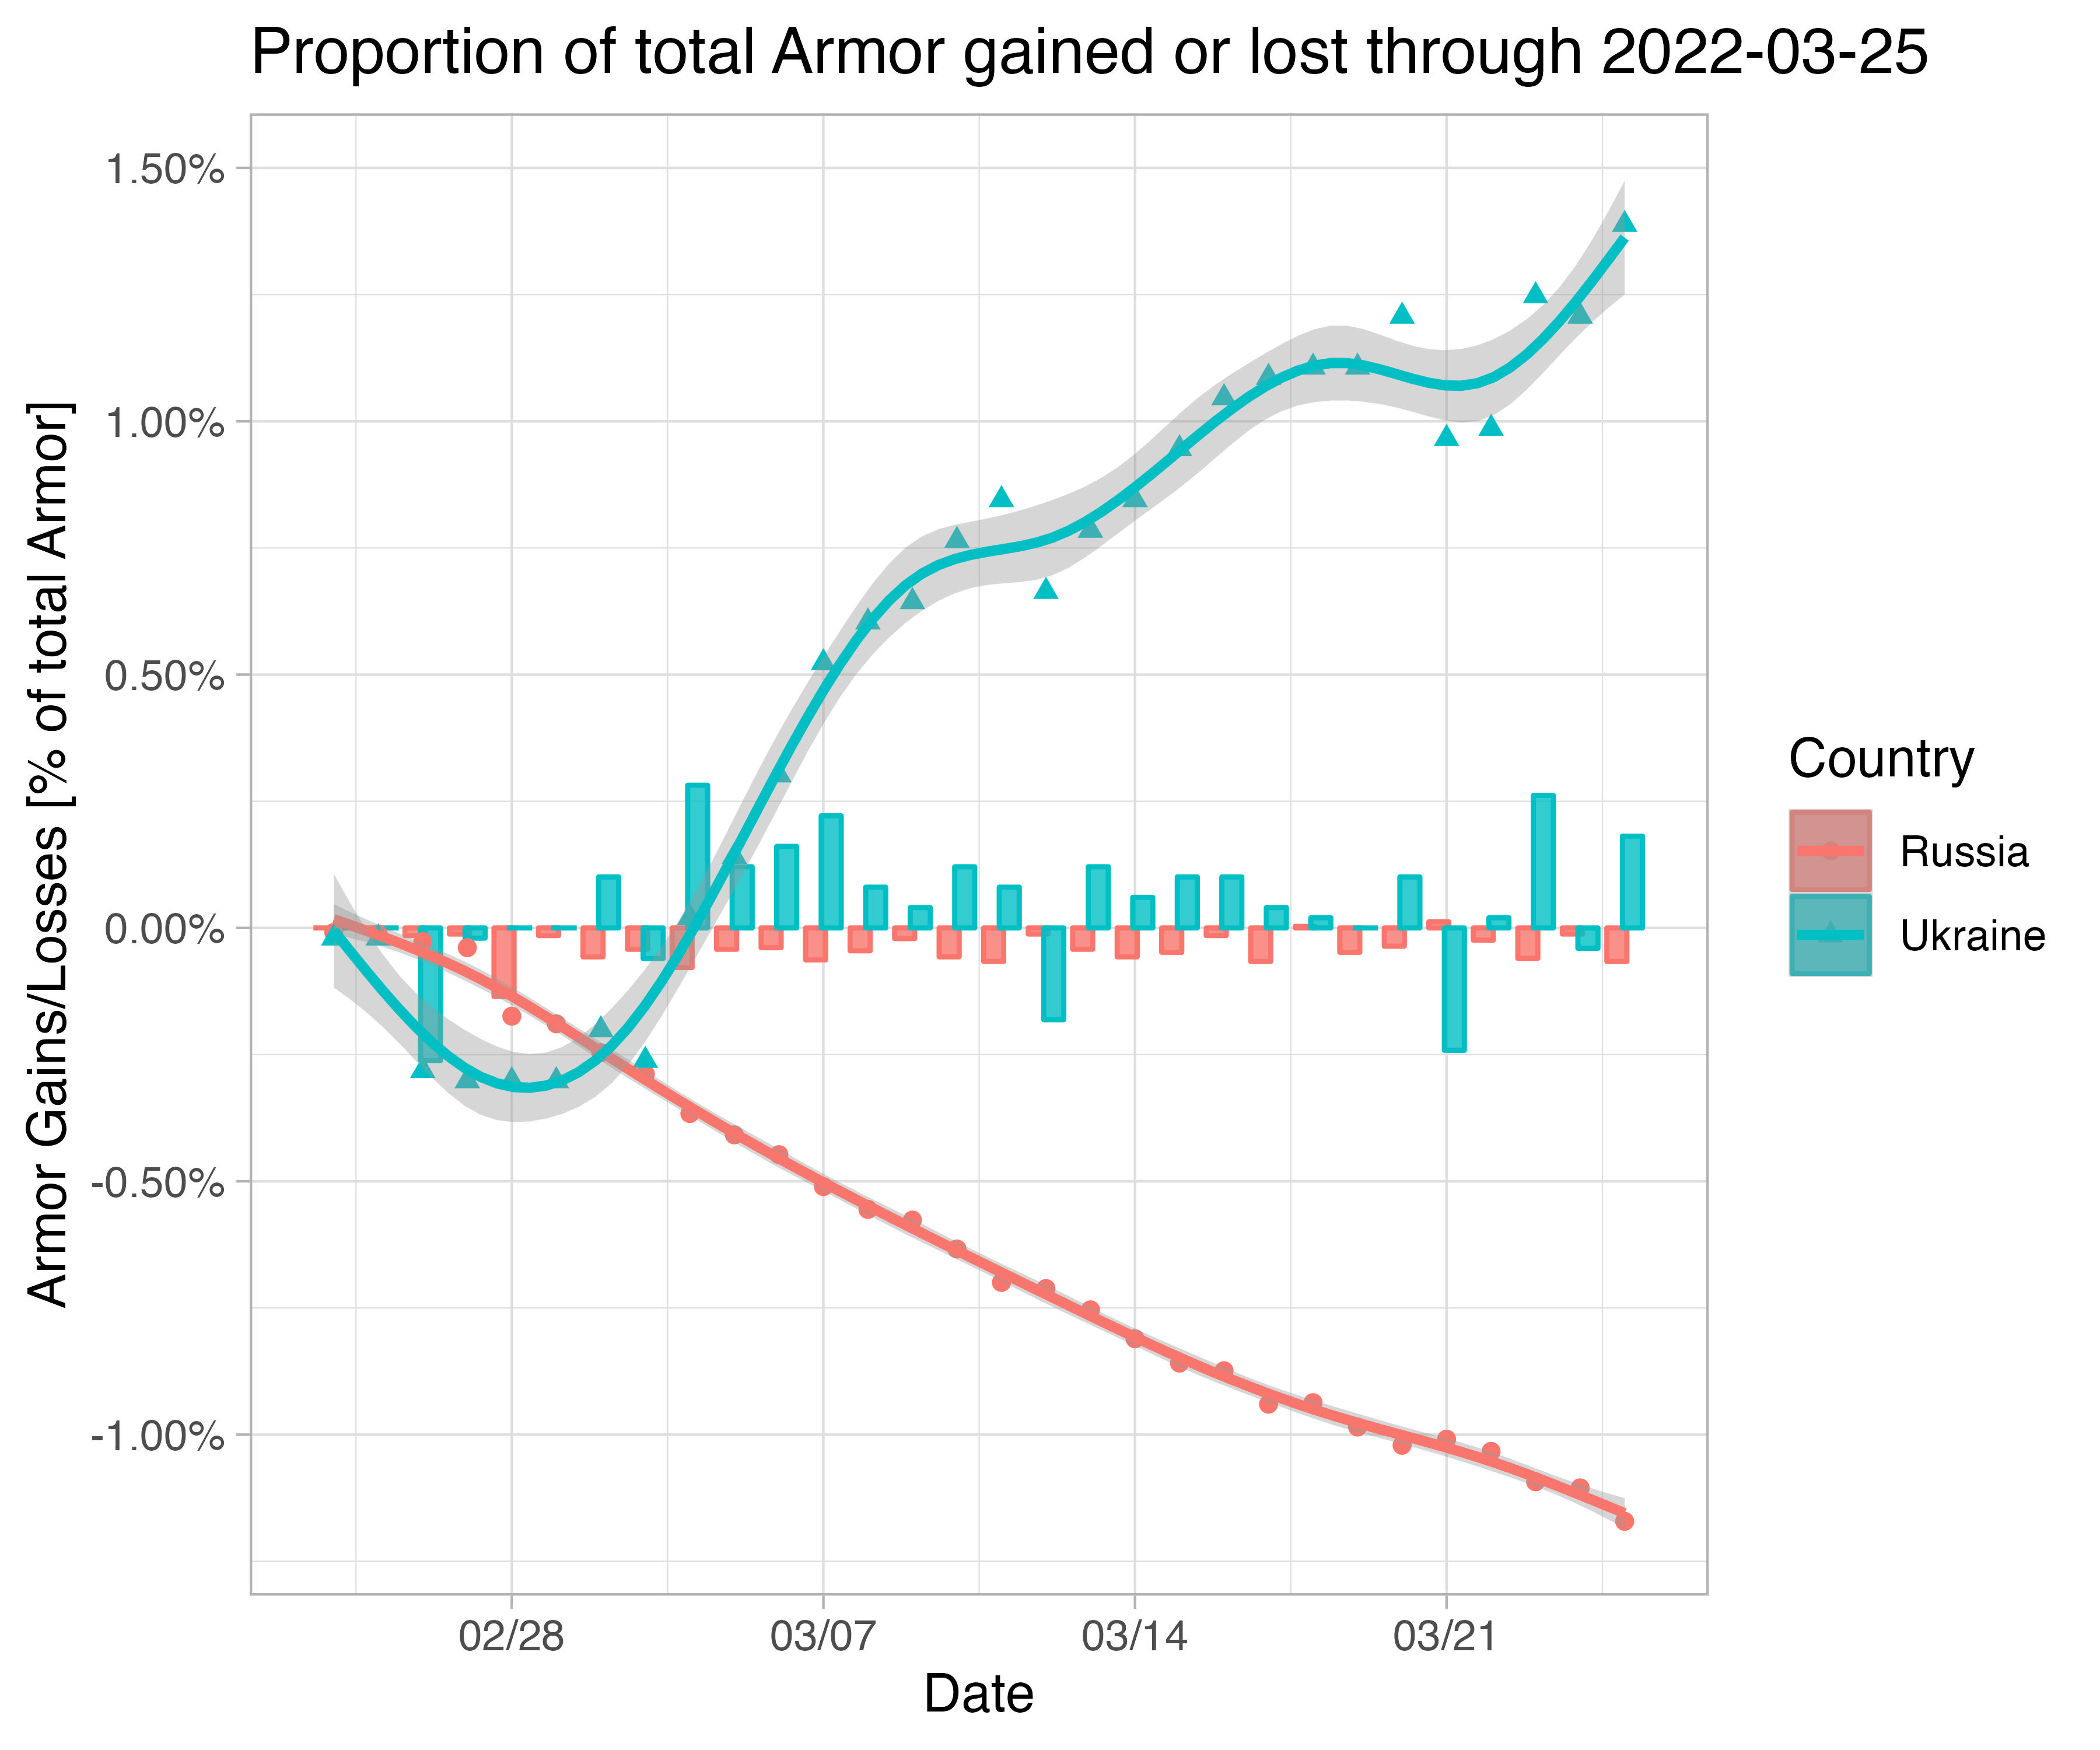 Proportion of total Armor gained or lost through 2022-03-25
Armor Gains/Losses [% of total Armor]
1.50%
1.00%
0.50%
0.00%
-0.50%
-1.00%
02/28
03/07
03/14
03/21
Date
Country
Russia
Ukraine